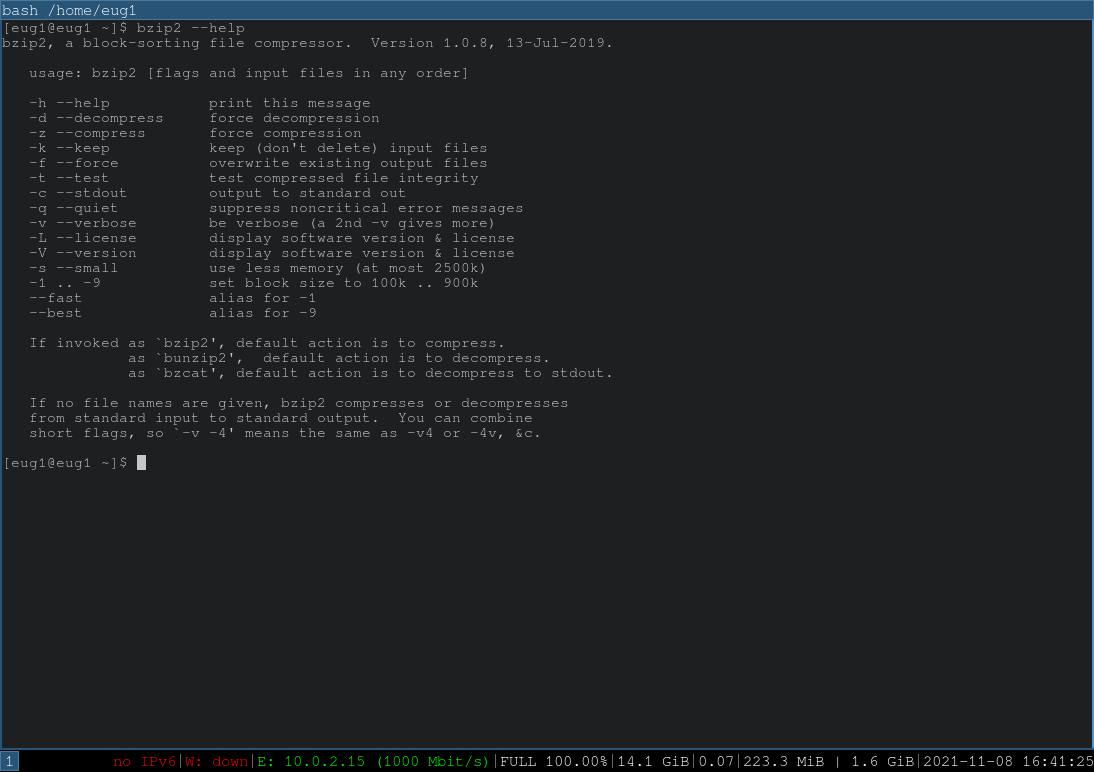 bash /home/eug1
[eug1@eug1 ~]$ bzip2 --help
bzip2, a block-sorting file compressor.  Version 1.0.8, 13-Jul-2019.

   usage: bzip2 [flags and input files in any order]

   -h --help           print this message
   -d --decompress     force decompression
   -z --compress       force compression
   -k --keep           keep (don't delete) input files
   -f --force          overwrite existing output files
   -t --test           test compressed file integrity
   -c --stdout         output to standard out
   -q --quiet          suppress noncritical error messages
   -v --verbose        be verbose (a 2nd -v gives more)
   -L --license        display software version & license
   -V --version        display software version & license
   -s --small          use less memory (at most 2500k)
   -1 .. -9            set block size to 100k .. 900k
   --fast              alias for -1
   --best              alias for -9

   If invoked as `bzip2', default action is to compress.
              as `bunzip2',  default action is to decompress.
              as `bzcat', default action is to decompress to stdout.

   If no file names are given, bzip2 compresses or decompresses
   from standard input to standard output.  You can combine
   short flags, so `-v -4' means the same as -v4 or -4v, &c.

[eug1@eug1 ~]$
1 no IPv6|W: down|E: 10.0.2.15 (1000 Mbit/s)|FULL 100.00%|14.1 GiB|0.07|223.3 MiB | 1.6 GiB|2021-11-08 16:41:25